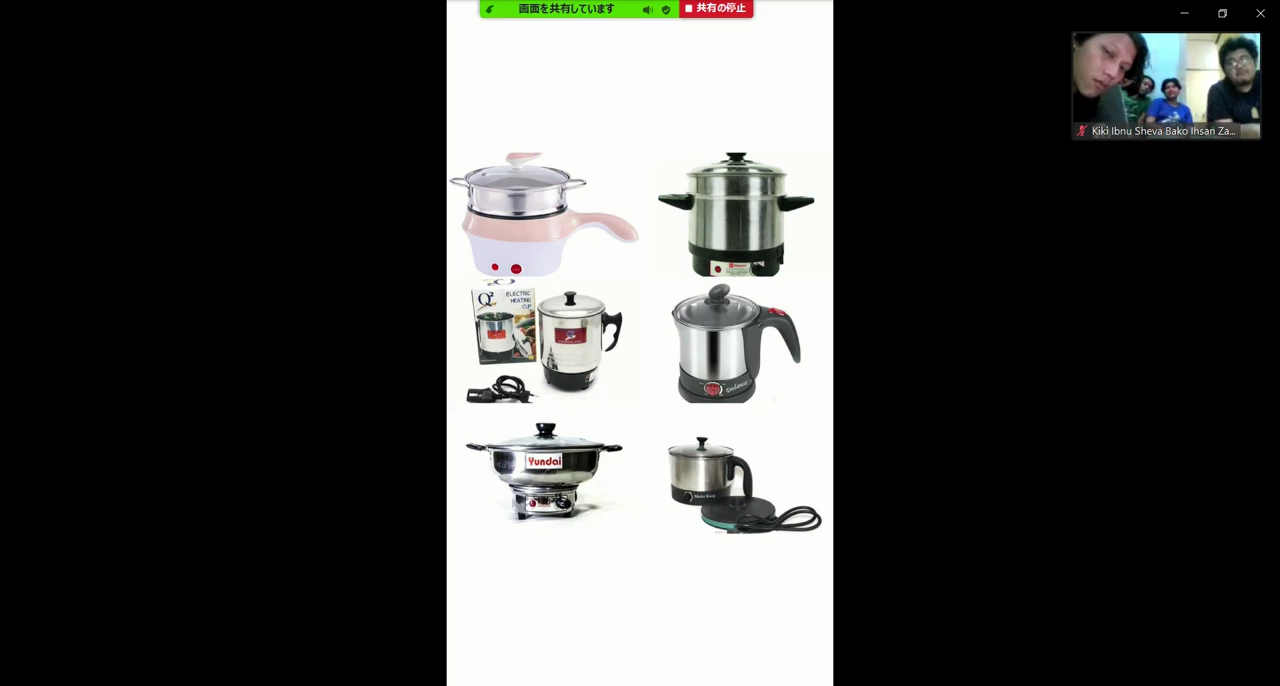 画面を共有しています
共有の停止
Kiki Ibnu Sheva Bako Ihsan Za...
Q2
ELECTRIC
HEATING
CUP
Yundai